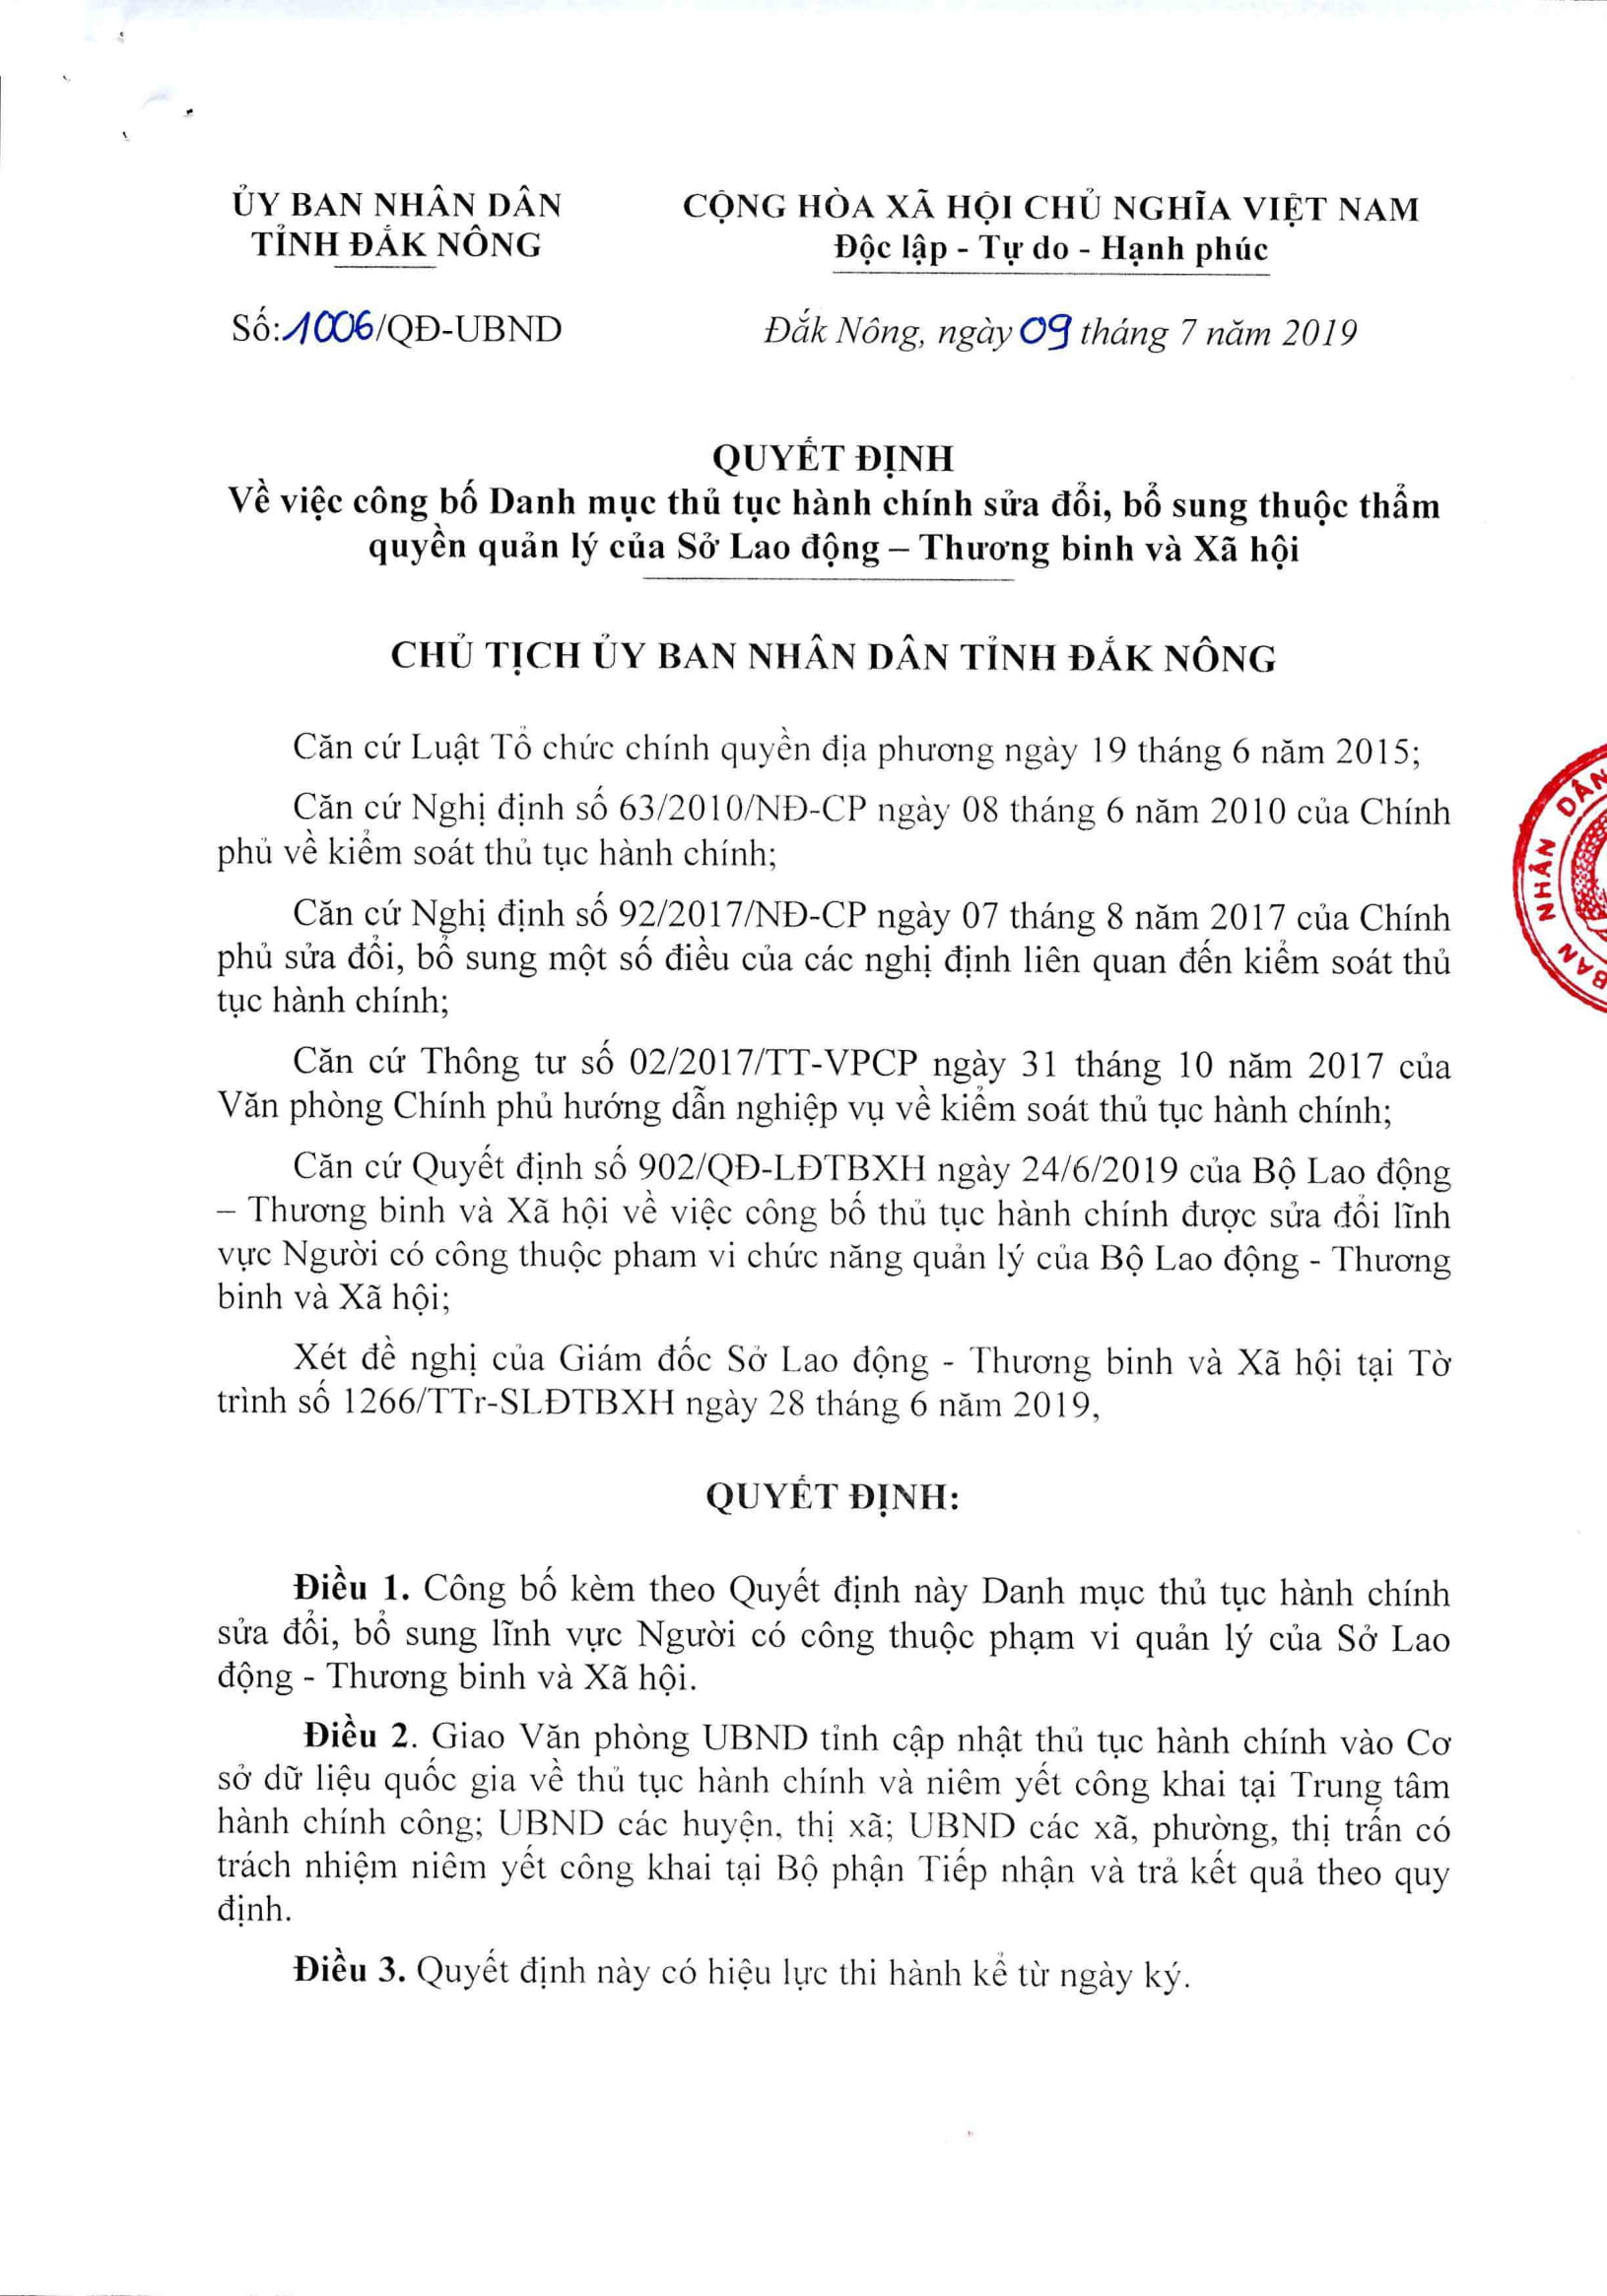 ỦY BAN NHÂN DÂN
TỈNH ĐẮK NÔNG
CỘNG HÒA XÃ HỘI CHỦ NGHĨA VIỆT NAM
Độc lập - Tự do - Hạnh phúc
Số: 1006/QĐ-UBND
Đắk Nông, ngày 09 tháng 7 năm 2019
QUYẾT ĐỊNH
Về việc công bố Danh mục thủ tục hành chính sửa đổi, bổ sung thuộc thẩm
quyền quản lý của Sở Lao động – Thương binh và Xã hội
CHỦ TỊCH ỦY BAN NHÂN DÂN TỈNH ĐẮK NÔNG
Căn cứ Luật Tổ chức chính quyền địa phương ngày 19 tháng 6 năm 2015;
Căn cứ Nghị định số 63/2010/NĐ-CP ngày 08 tháng 6 năm 2010 của Chính
phủ về kiểm soát thủ tục hành chính;
Căn cứ Nghị định số 92/2017/NĐ-CP ngày 07 tháng 8 năm 2017 của Chính
phủ sửa đổi, bổ sung một số điều của các nghị định liên quan đến kiểm soát thủ
tục hành chính;
Căn cứ Thông tư số 02/2017/TT-VPCP ngày 31 tháng 10 năm 2017 của
Văn phòng Chính phủ hướng dẫn nghiệp vụ về kiểm soát thủ tục hành chính;
Căn cứ Quyết định số 902/QĐ-LĐTBXH ngày 24/6/2019 của Bộ Lao động
– Thương binh và Xã hội về việc công bố thủ tục hành chính được sửa đổi lĩnh
vực Người có công thuộc pham vi chức năng quản lý của Bộ Lao động - Thương
binh và Xã hội;
Xét đề nghị của Giám đốc Sở Lao động - Thương binh và Xã hội tại Tờ
trình số 1266/TTr-SLĐTBXH ngày 28 tháng 6 năm 2019,
QUYẾT ĐỊNH:
Điều 1. Công bố kèm theo Quyết định này Danh mục thủ tục hành chính
sửa đổi, bổ sung lĩnh vực Người có công thuộc phạm vi quản lý của Sở Lao
động - Thương binh và Xã hội.
Điều 2. Giao Văn phòng UBND tỉnh cập nhật thủ tục hành chính vào Cơ
sở dữ liệu quốc gia về thủ tục hành chính và niêm yết công khai tại Trung tâm
hành chính công; UBND các huyện, thị xã; UBND các xã, phường, thị trấn có
trách nhiệm niêm yết công khai tại Bộ phận Tiếp nhận và trả kết quả theo quy
định.
Điều 3. Quyết định này có hiệu lực thi hành kể từ ngày ký.
BAN NHÂN DÂN